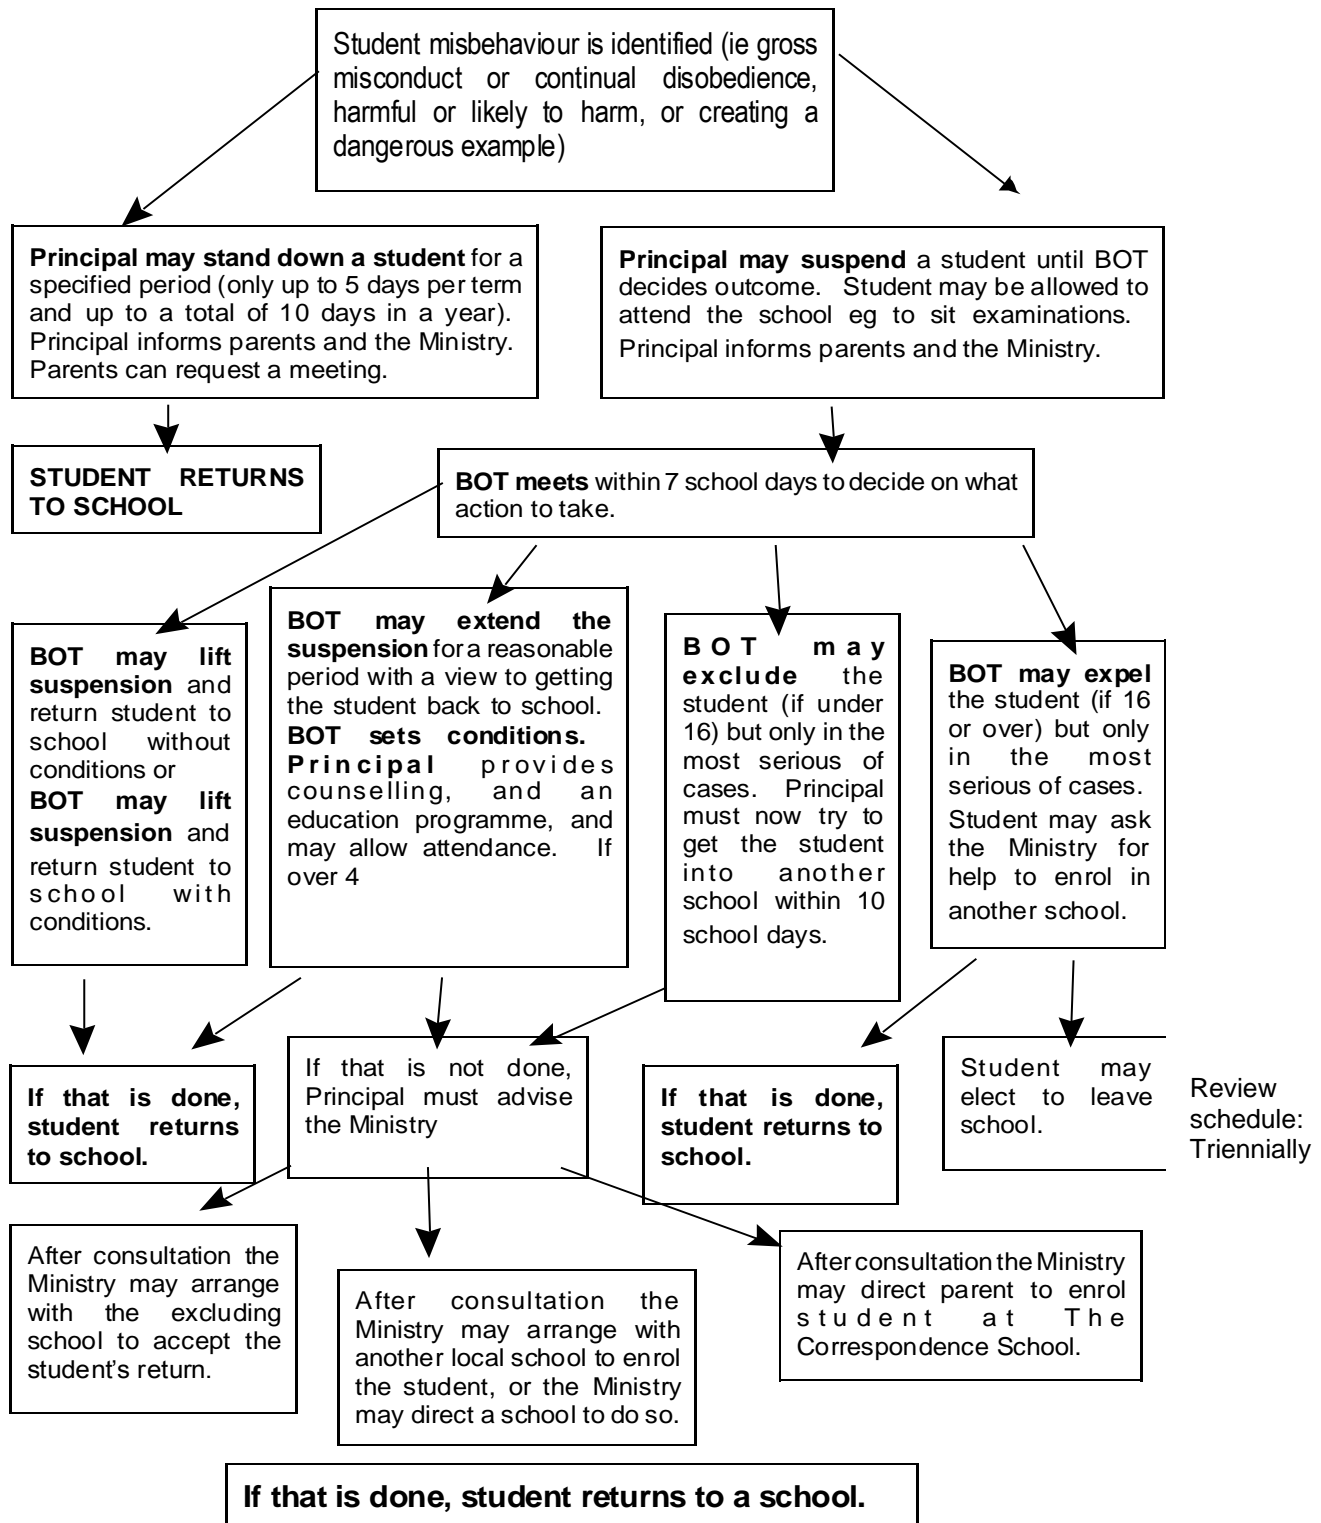 Student misbehaviour is identified (ie gross
misconduct or continual disobedience,
harmful or likely to harm, or creating a
dangerous example)
Principal may stand down a student for a
specified period (only up to 5 days per term
and up to a total of 10 days in a year).
Principal informs parents and the Ministry.
Parents can request a meeting.
Principal may suspend a student until BOT
decides outcome. Student may be allowed to
attend the school eg to sit examinations.
Principal informs parents and the Ministry.
STUDENT RETURNS
TO SCHOOL
BOT meets within 7 school days to decide on what
action to take.
BOT may lift
suspension and
return student to
school without
conditions or
BOT may lift
suspension and
return student to
school with
conditions.
BOT may extend the
suspension for a reasonable
period with a view to getting
the student back to school.
BOT sets conditions.
Principal provides
counselling, and an
education programme, and
may allow attendance. If
over 4
BOT may
exclude the
student (if under
16) but only in the
most serious of
cases. Principal
must now try to
get the student
into another
school within 10
school days.
BOT may expel
the student (if 16
or over) but only
in the most
serious of cases.
Student may ask
the Ministry for
help to enrol in
another school.
If that is done,
student returns
to school.
If that is not done,
Principal must advise
the Ministry
If that is done,
student returns to
school.
Student may
elect to leave
school.
Review
schedule:
Triennially
After consultation the
Ministry may arrange
with the excluding
school to accept the
student's return.
After consultation the
Ministry may arrange with
another local school to enrol
the student, or the Ministry
may direct a school to do so.
After consultation the Ministry
may direct parent to enrol
student at The
Correspondence School.
If that is done, student returns to a school.